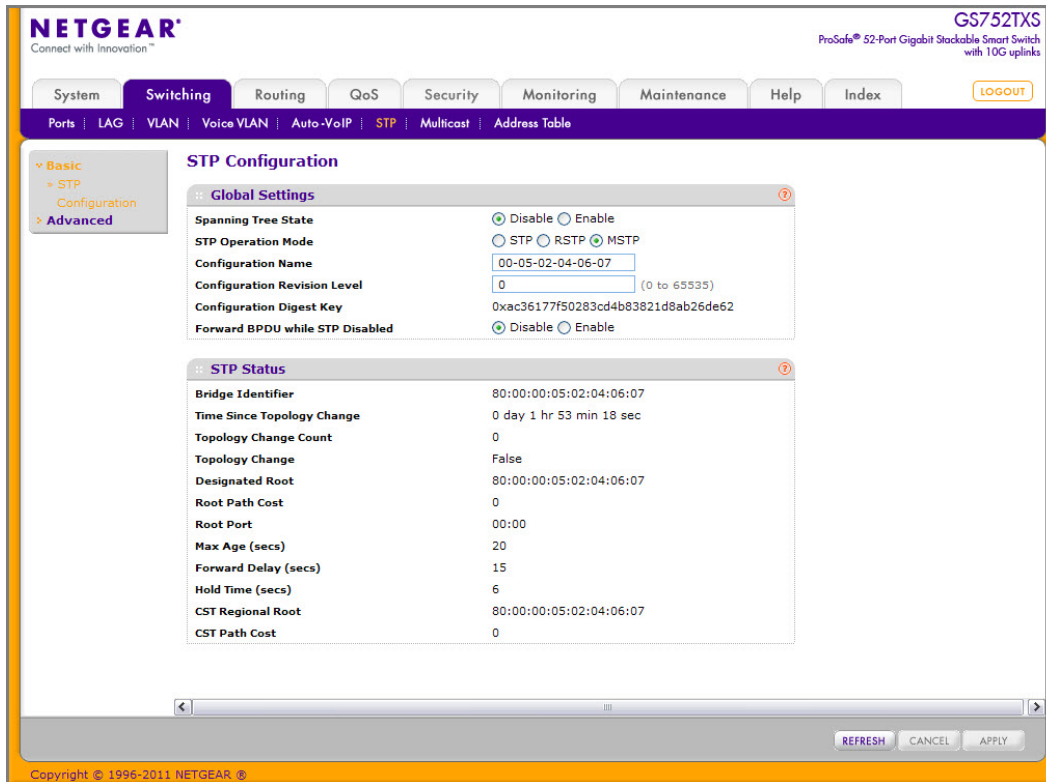 NETGEAR®
Connect with Innovation™
GS752TXS
ProSafe® 52-Port Gigabit Stackable Smart Switch
with 10G uplinks
System Switching Routing QoS Security Monitoring Maintenance Help Index LOGOUT
Ports LAG VLAN Voice VLAN Auto-VoIP STP Multicast Address Table
Basic
STP
Configuration
Advanced
STP Configuration
Global Settings ?
Spanning Tree State Disable Enable
STP Operation Mode STP RSTP MSTP
Configuration Name 00-05-02-04-06-07
Configuration Revision Level 0 (0 to 65535)
Configuration Digest Key 0xac36177f50283cd4b83821d8ab26de62
Forward BPDU while STP Disabled Disable Enable
STP Status ?
Bridge Identifier 80:00:00:05:02:04:06:07
Time Since Topology Change 0 day 1 hr 53 min 18 sec
Topology Change Count 0
Topology Change False
Designated Root 80:00:00:05:02:04:06:07
Root Path Cost 0
Root Port 00:00
Max Age (secs) 20
Forward Delay (secs) 15
Hold Time (secs) 6
CST Regional Root 80:00:00:05:02:04:06:07
CST Path Cost 0
REFRESH CANCEL APPLY
Copyright © 1996-2011 NETGEAR ®